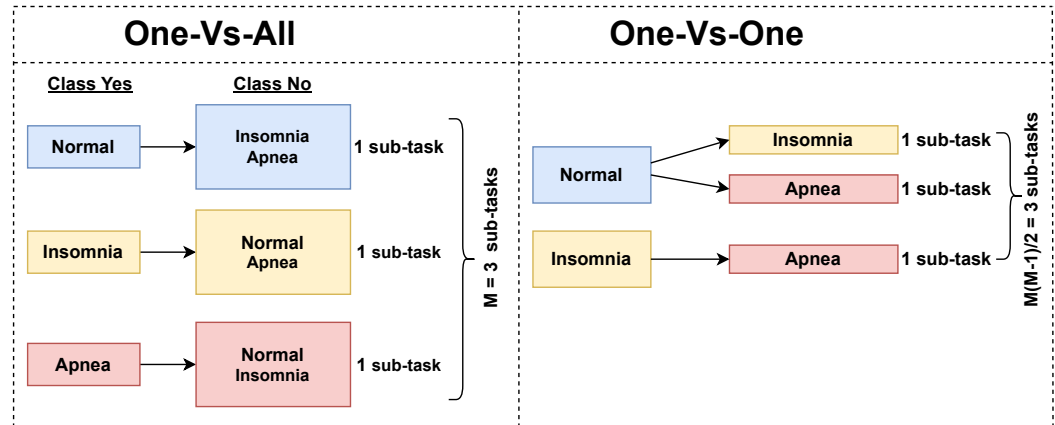 One-Vs-All
Class Yes
Class No
Normal
Insomnia
Apnea
1 sub-task
Insomnia
Normal
Apnea
1 sub-task
Apnea
Normal
Insomnia
1 sub-task
M = 3 sub-tasks
One-Vs-One
Normal
Insomnia
1 sub-task
Apnea
1 sub-task
Insomnia
Apnea
1 sub-task
M(M-1)/2 = 3 sub-tasks